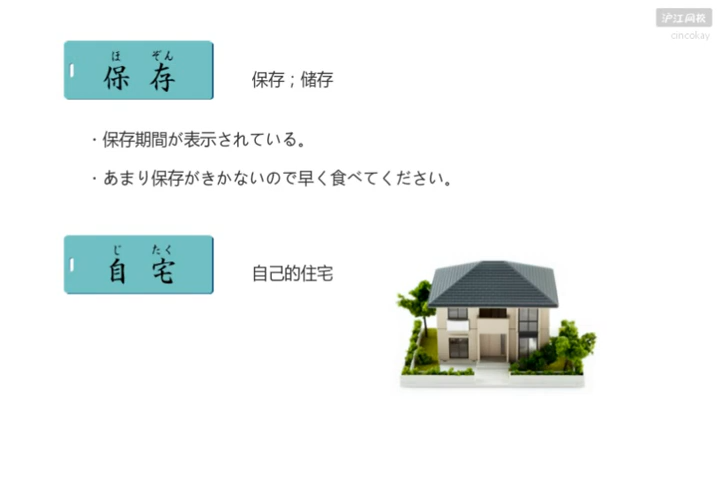 沪江网校
cincokay
ほ ぞん
保存 保存；储存
・保存期間が表示されている。
・あまり保存がきかないので早く食べてください。
じ たく
自宅 自己的住宅